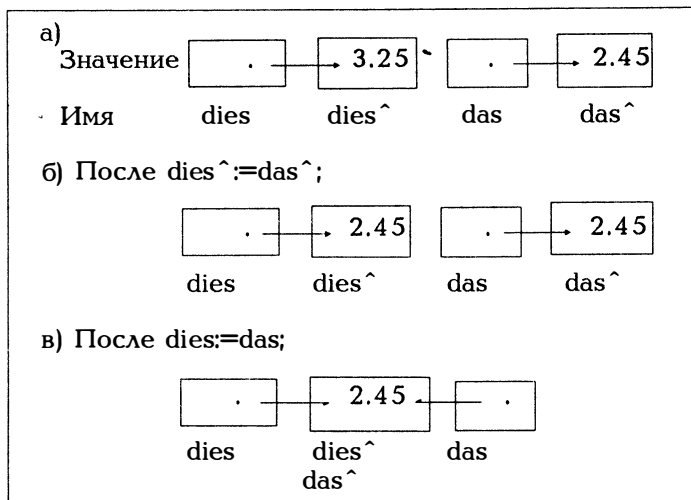 а)
Значение . 3.25 . 2.45
Имя dies dies^ das das^
б) После dies^:=das^;
. 2.45 . 2.45
dies dies^ das das^
в) После dies:=das;
. 2.45 .
dies dies^ das
das^